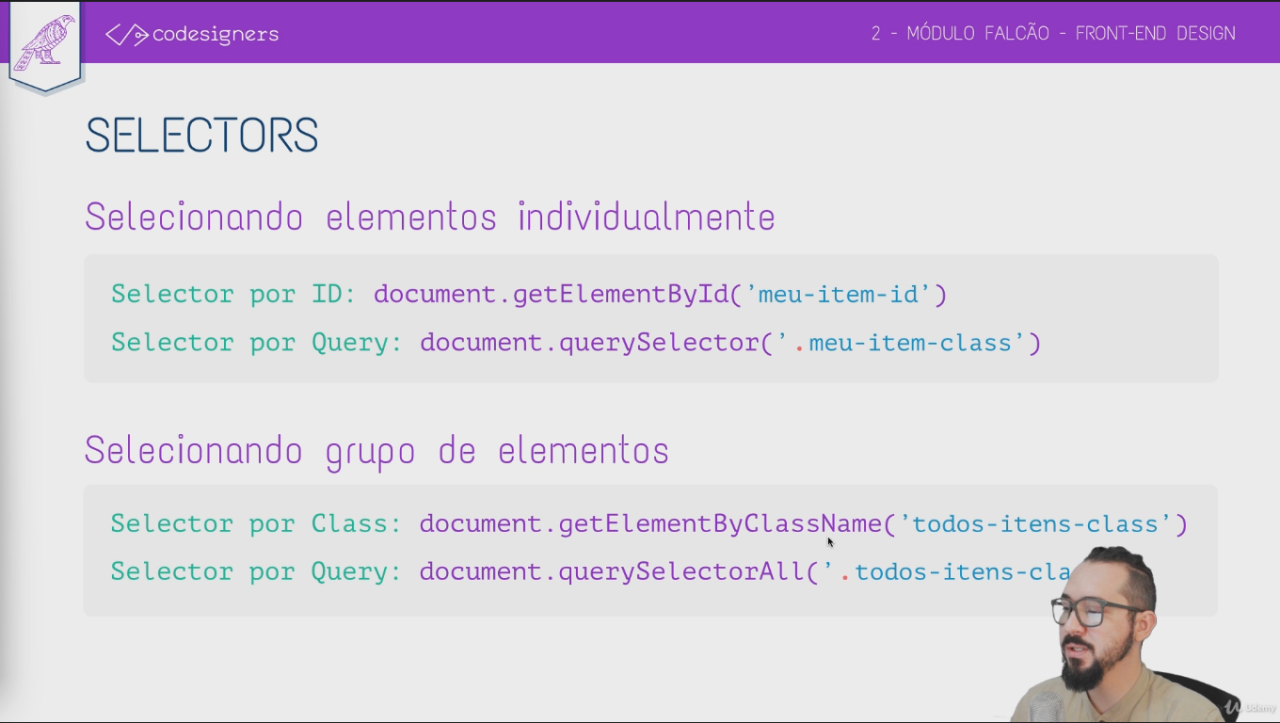 codesigners
2 - MÓDULO FALCÃO - FRONT-END DESIGN
SELECTORS
Selecionando elementos individualmente
Selector por ID: document.getElementById('meu-item-id')
Selector por Query: document.querySelector('.meu-item-class')
Selecionando grupo de elementos
Selector por Class: document.getElementByClassName('todos-itens-class')
Selector por Query: document.querySelectorAll('.todos-itens-cla
Udemy